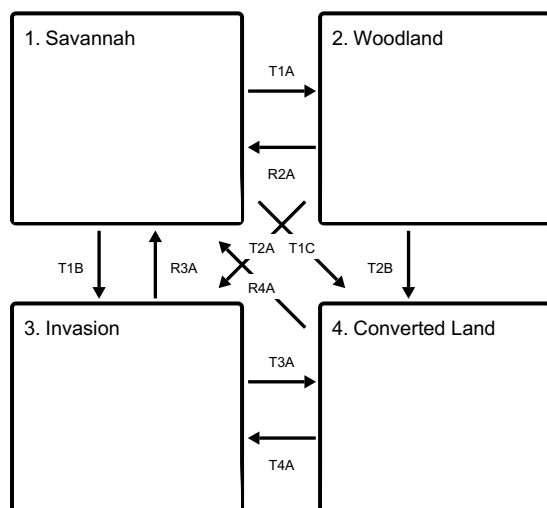 1. Savannah
2. Woodland
T1A
R2A
T2A
T1C
T1B
R3A
R4A
T2B
3. Invasion
4. Converted Land
T3A
T4A